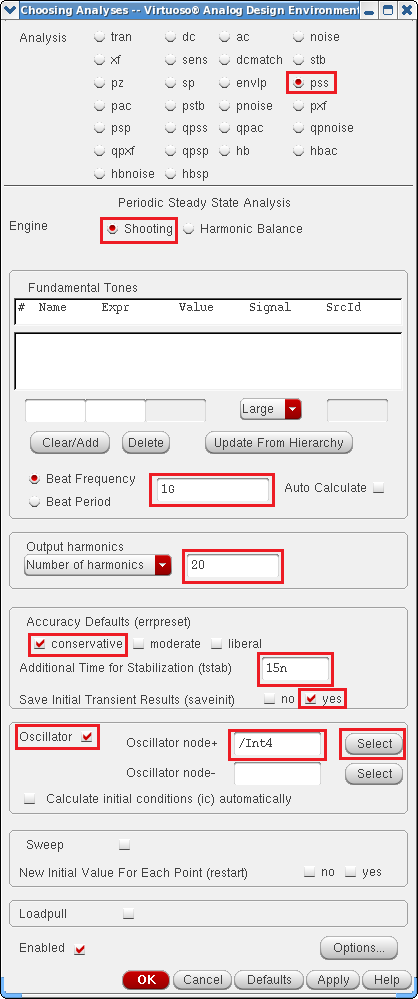 Choosing Analyses -- Virtuoso® Analog Design Environment
Analysis
tran dc ac noise
xf sens dcmatch stb
pz sp envlp pss
pac pstb pnoise pxf
psp qpss qpac qpnoise
qpxf qpsp hb hbac
hbnoise hbsp
Periodic Steady State Analysis
Engine Shooting Harmonic Balance
Fundamental Tones
# Name Expr Value Signal SrcId
Large
Clear/Add Delete Update From Hierarchy
Beat Frequency 1G Auto Calculate
Beat Period
Output harmonics
Number of harmonics 20
Accuracy Defaults (errpreset)
conservative moderate liberal
Additional Time for Stabilization (tstab) 15n
Save Initial Transient Results (saveinit) no yes
Oscillator Oscillator node+ /Int4 Select
Oscillator node- Select
Calculate initial conditions (ic) automatically
Sweep
New Initial Value For Each Point (restart) no yes
Loadpull
Enabled Options...
OK Cancel Defaults Apply Help